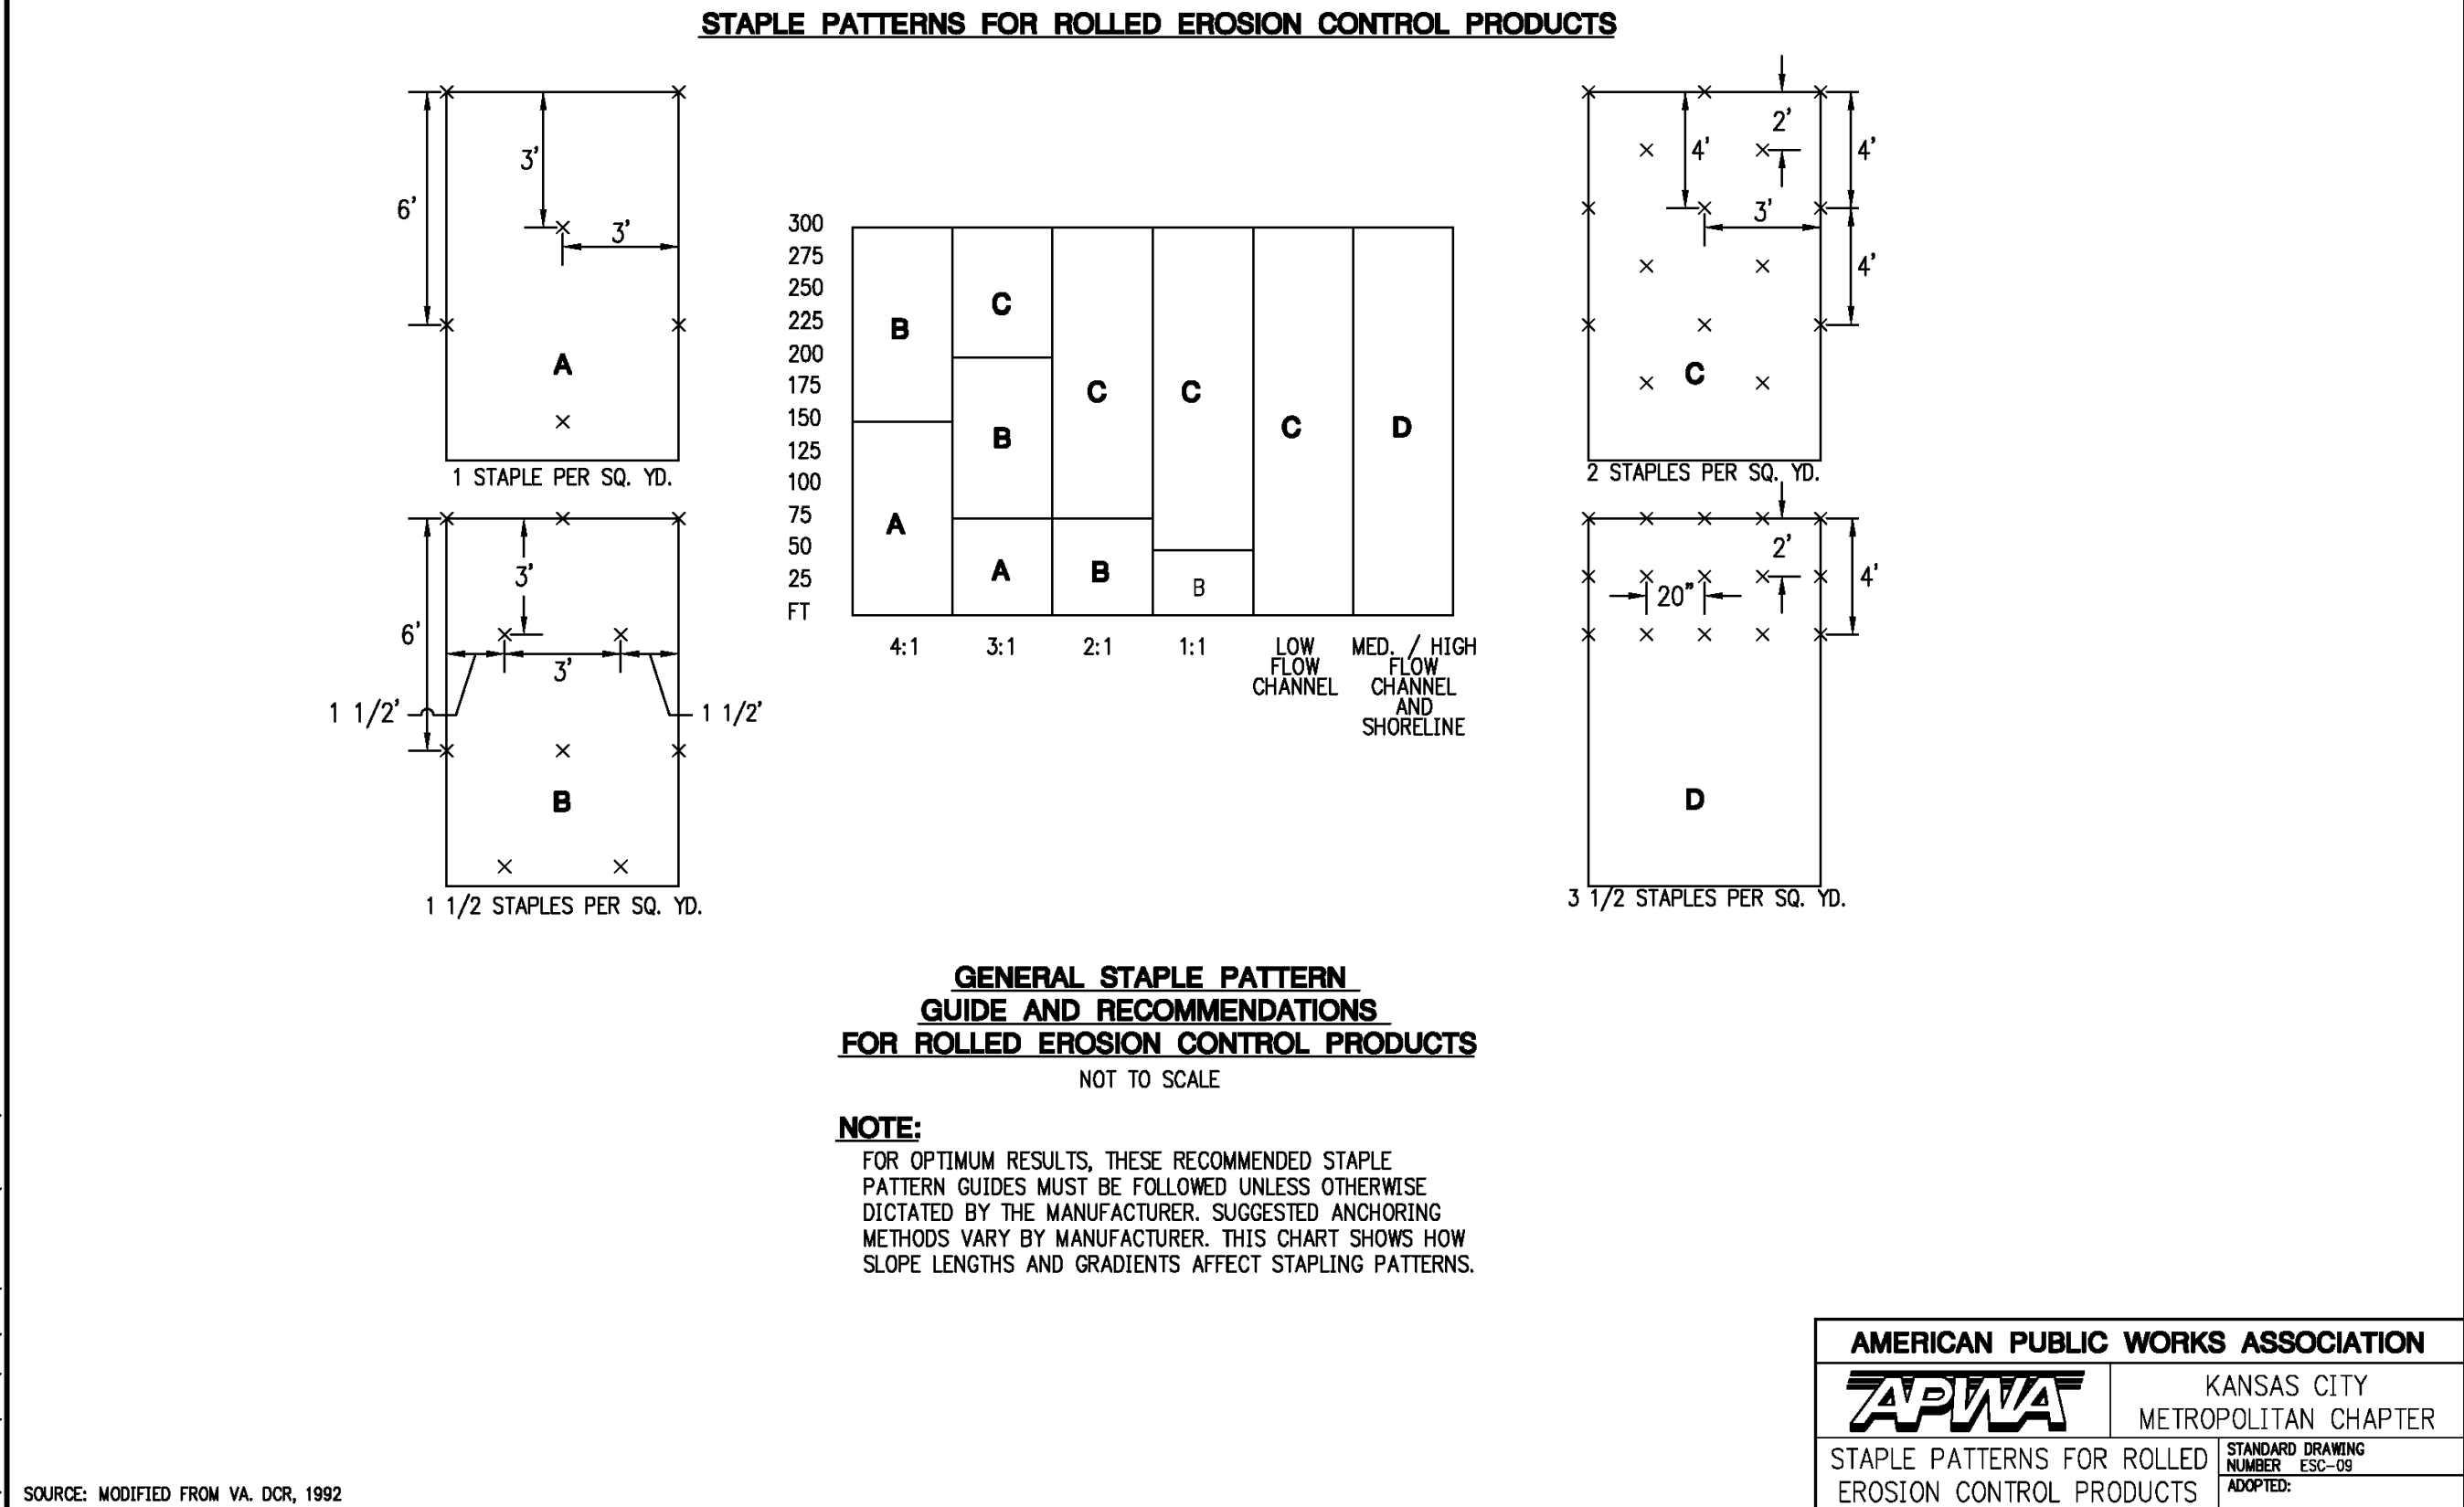 STAPLE PATTERNS FOR ROLLED EROSION CONTROL PRODUCTS
6'
3'
3'
A
1 STAPLE PER SQ. YD.
6'
3'
3'
1 1/2'
1 1/2'
B
1 1/2 STAPLES PER SQ. YD.
300
275
250
225
200
175
150
125
100
75
50
25
FT
B
A
C
B
A
C
B
C
B
C
D
4:1
3:1
2:1
1:1
LOW
FLOW
CHANNEL
MED. / HIGH
FLOW
CHANNEL
AND
SHORELINE
2'
4'
4'
3'
4'
C
2 STAPLES PER SQ. YD.
2'
20"
4'
D
3 1/2 STAPLES PER SQ. YD.
GENERAL STAPLE PATTERN
GUIDE AND RECOMMENDATIONS
FOR ROLLED EROSION CONTROL PRODUCTS
NOT TO SCALE
NOTE:
FOR OPTIMUM RESULTS, THESE RECOMMENDED STAPLE
PATTERN GUIDES MUST BE FOLLOWED UNLESS OTHERWISE
DICTATED BY THE MANUFACTURER. SUGGESTED ANCHORING
METHODS VARY BY MANUFACTURER. THIS CHART SHOWS HOW
SLOPE LENGTHS AND GRADIENTS AFFECT STAPLING PATTERNS.
AMERICAN PUBLIC WORKS ASSOCIATION
APWA
KANSAS CITY
METROPOLITAN CHAPTER
STAPLE PATTERNS FOR ROLLED
EROSION CONTROL PRODUCTS
STANDARD DRAWING
NUMBER ESC-09
ADOPTED:
SOURCE: MODIFIED FROM VA. DCR, 1992